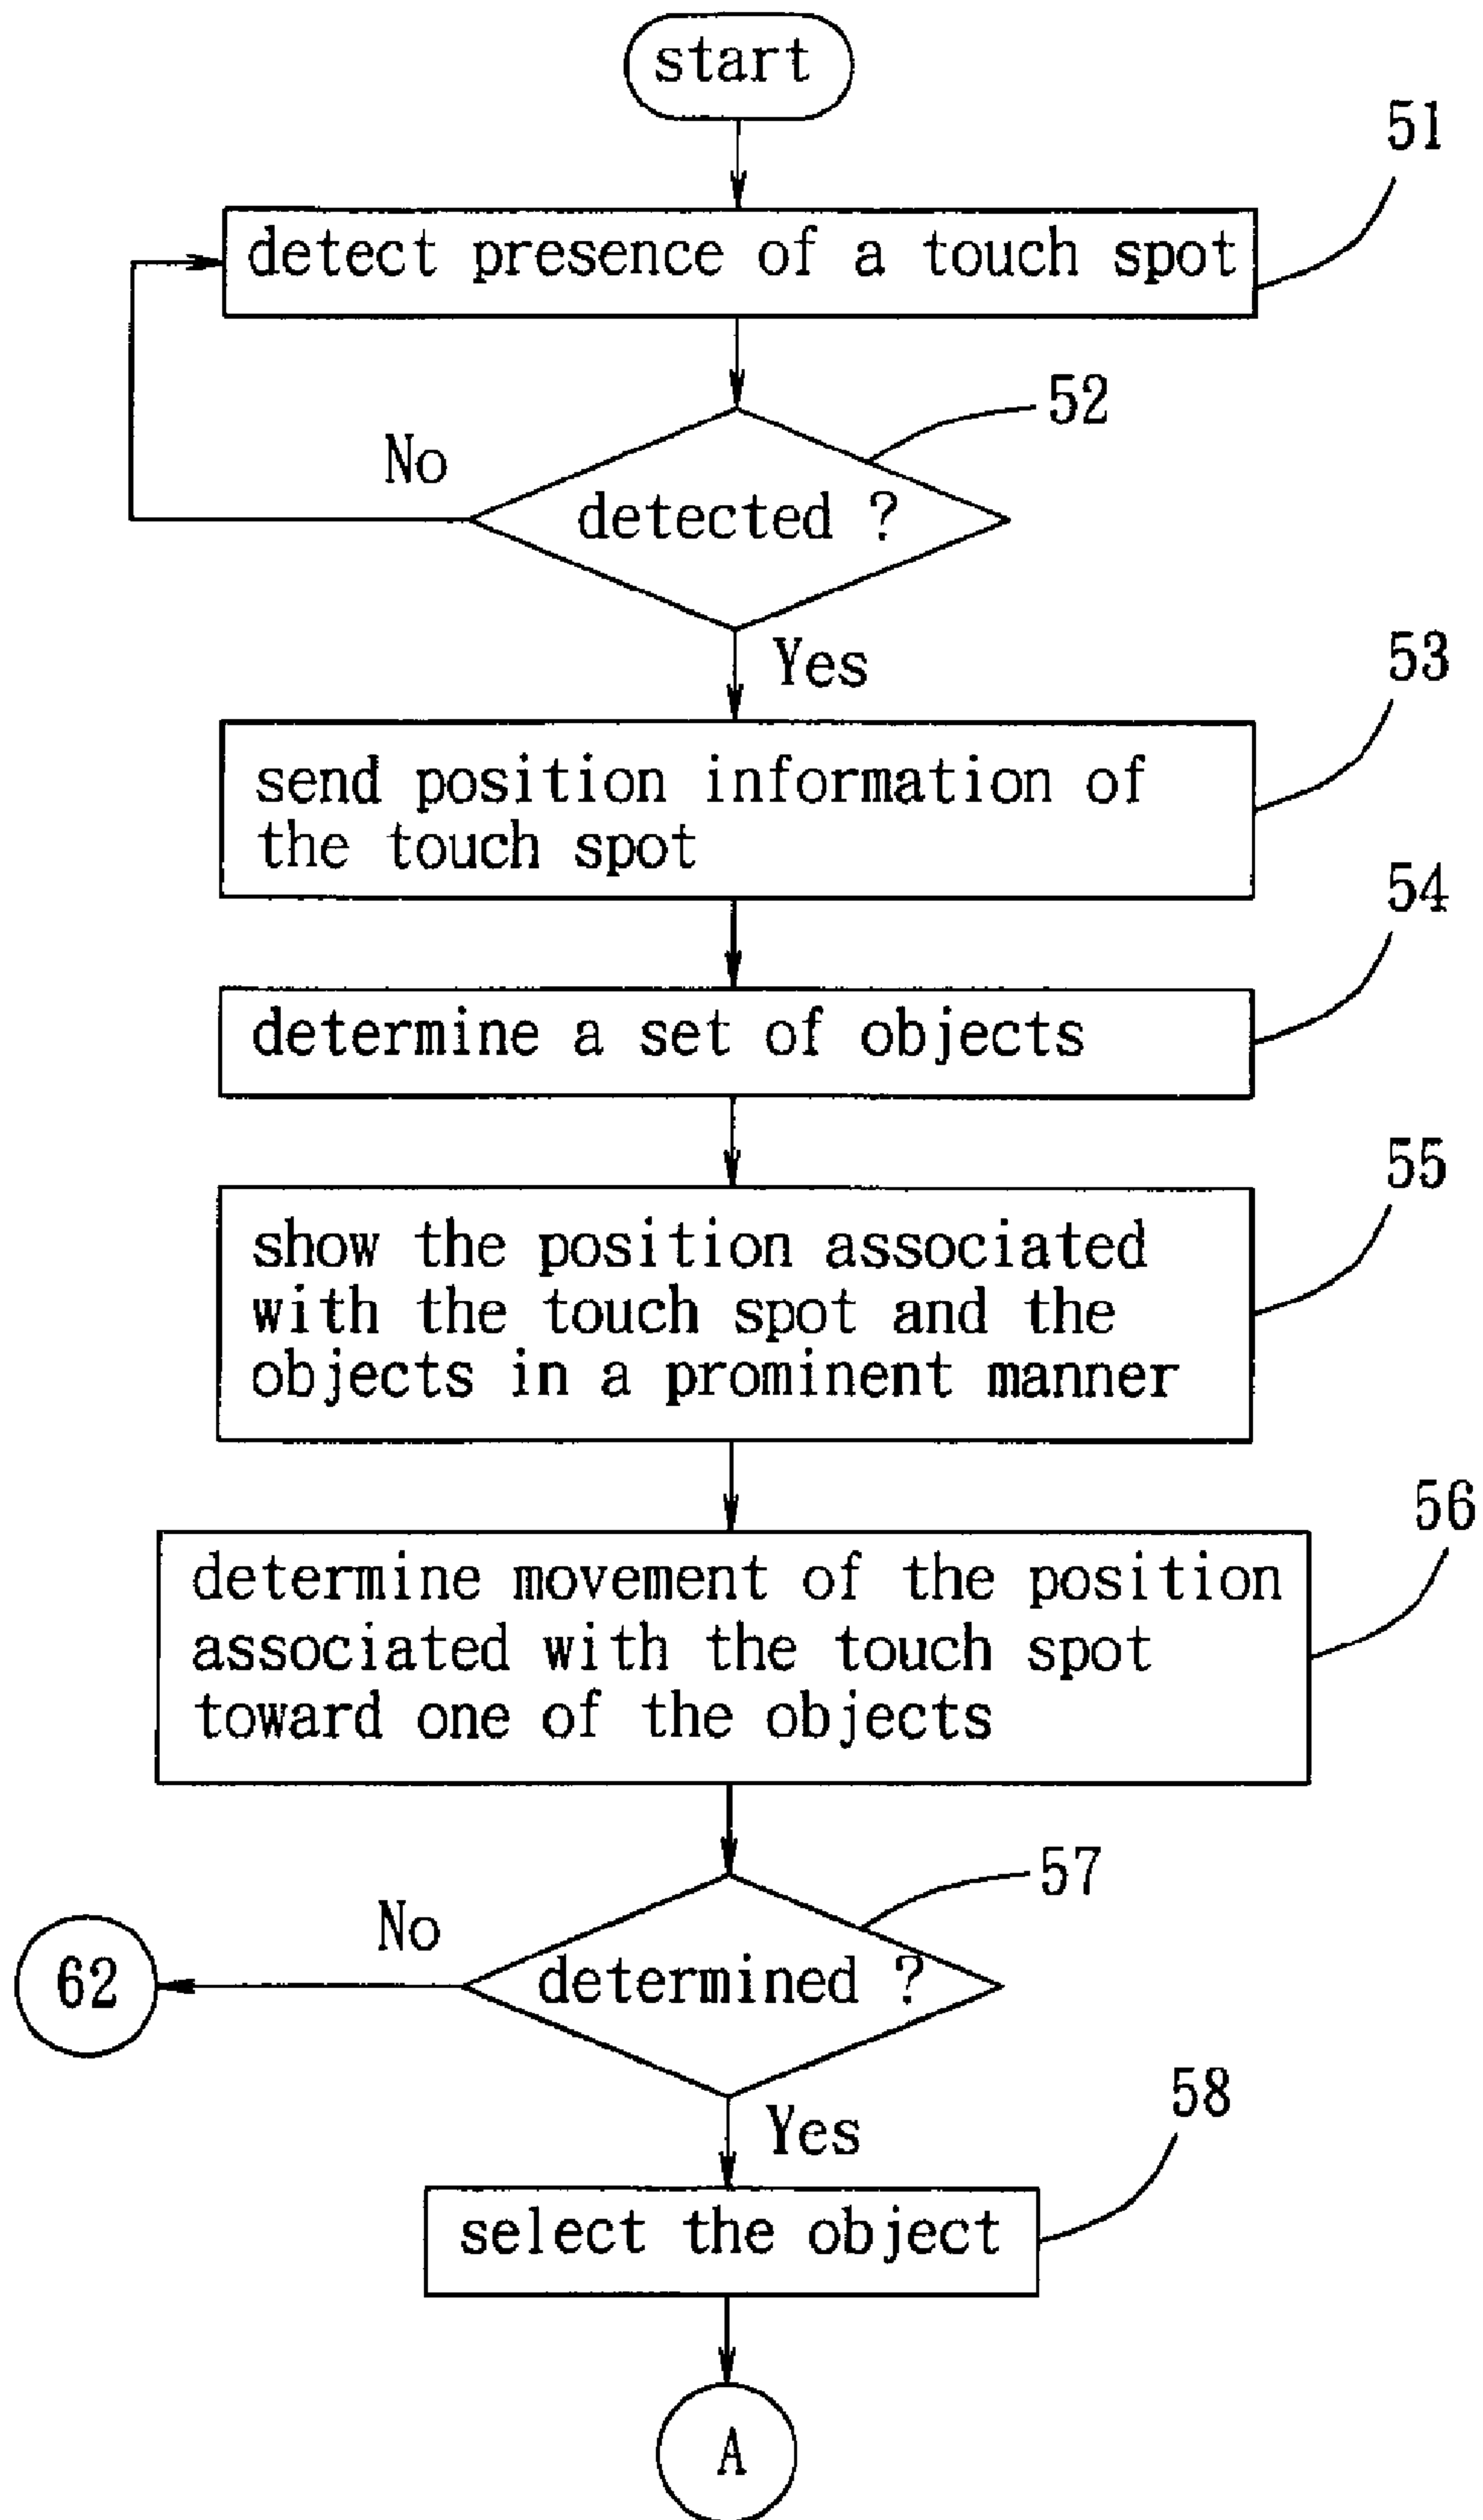 start
51
detect presence of a touch spot
52
No
detected ?
Yes
53
send position information of
the touch spot
54
determine a set of objects
55
show the position associated
with the touch spot and the
objects in a prominent manner
56
determine movement of the position
associated with the touch spot
toward one of the objects
57
No
62
determined ?
Yes
58
select the object
A